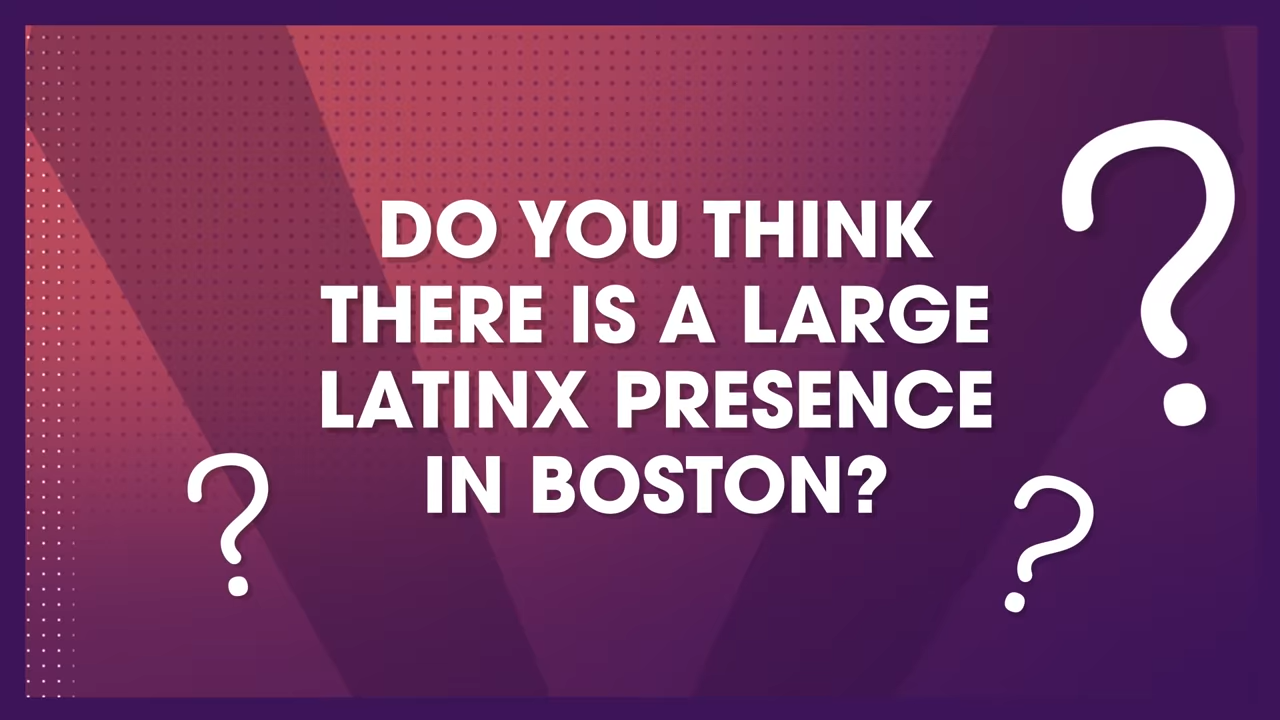 DO YOU THINK
THERE IS A LARGE
LATINX PRESENCE
IN BOSTON?